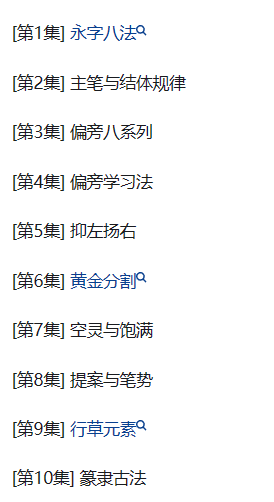 [第1集] 永字八法
[第2集] 主笔与结体规律
[第3集] 偏旁八系列
[第4集] 偏旁学习法
[第5集] 抑左扬右
[第6集] 黄金分割
[第7集] 空灵与饱满
[第8集] 提案与笔势
[第9集] 行草元素
[第10集] 篆隶古法